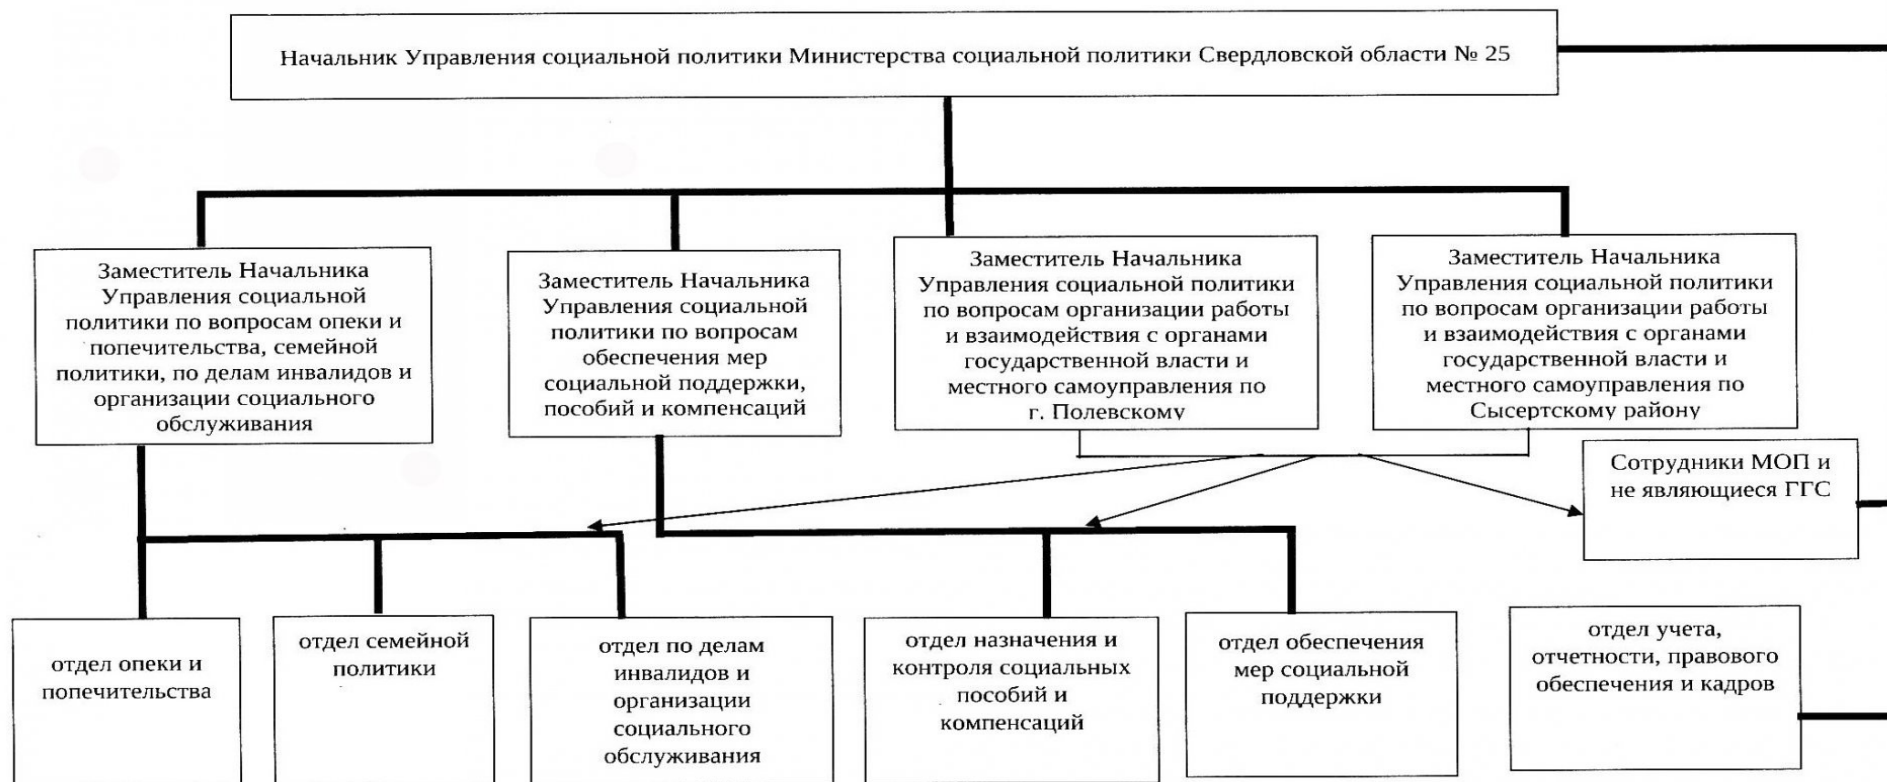 Начальник Управления социальной политики Министерства социальной политики Свердловской области № 25
Заместитель Начальника
Управления социальной
политики по вопросам опеки и
попечительства, семейной
политики, по делам инвалидов и
организации социального
обслуживания
Заместитель Начальника
Управления социальной
политики по вопросам
обеспечения мер
социальной поддержки,
пособий и компенсаций
Заместитель Начальника
Управления социальной политики
по вопросам организации работы
и взаимодействия с органами
государственной власти и
местного самоуправления по
г. Полевскому
Заместитель Начальника
Управления социальной политики
по вопросам организации работы
и взаимодействия с органами
государственной власти и
местного самоуправления по
Сысертскому району
Сотрудники МОП и
не являющиеся ГГС
отдел опеки и
попечительства
отдел семейной
политики
отдел по делам
инвалидов и
организации
социального
обслуживания
отдел назначения и
контроля социальных
пособий и
компенсаций
отдел обеспечения
мер социальной
поддержки
отдел учета,
отчетности, правового
обеспечения и кадров